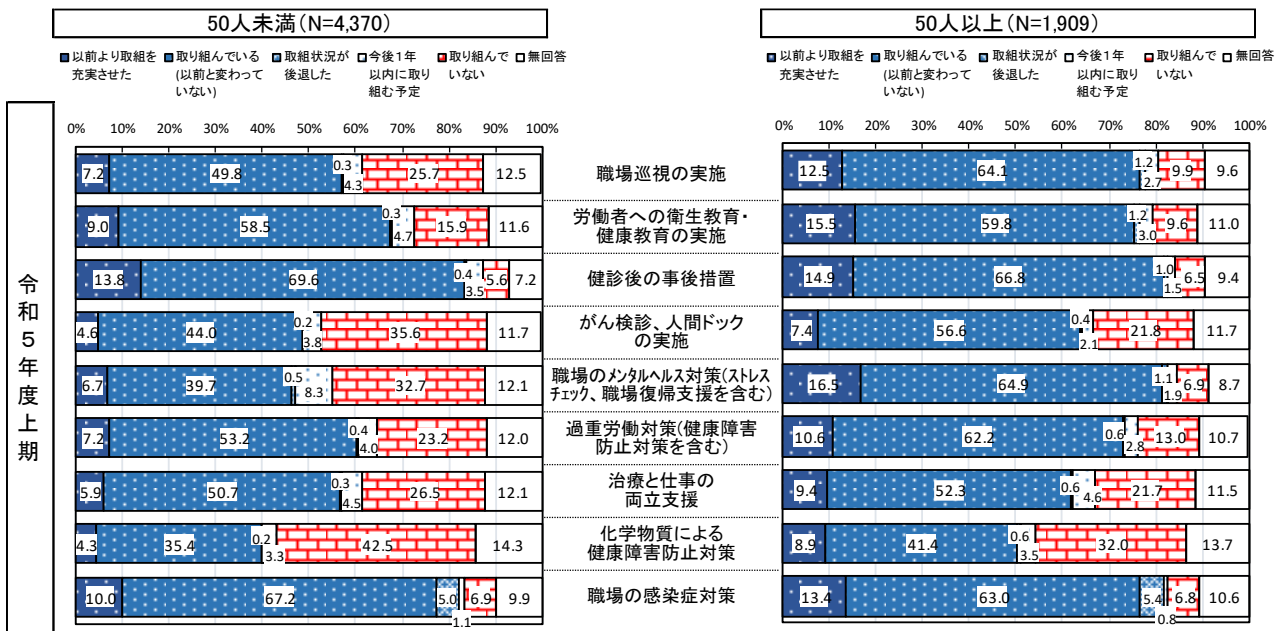 50人未満(N=4,370)
50人以上(N=1,909)
以前より取組を
充実させた
取り組んでいる
(以前と変わって
いない)
取組状況が
後退した
今後1年
以内に取り
組む予定
取り組んで
いない
無回答
以前より取組を
充実させた
取り組んでいる
(以前と変わって
いない)
取組状況が
後退した
今後1年
以内に取り
組む予定
取り組んで
いない
無回答
令和5年度上期
0% 10% 20% 30% 40% 50% 60% 70% 80% 90% 100%
0% 10% 20% 30% 40% 50% 60% 70% 80% 90% 100%
7.2 49.8 0.3 4.3 25.7 12.5
職場巡視の実施
12.5 64.1 1.2 2.7 9.9 9.6
9.0 58.5 0.3 4.7 15.9 11.6
労働者への衛生教育・
健康教育の実施
15.5 59.8 1.2 3.0 9.6 11.0
13.8 69.6 0.4 3.5 5.6 7.2
健診後の事後措置
14.9 66.8 1.0 1.5 6.5 9.4
4.6 44.0 0.2 3.8 35.6 11.7
がん検診、人間ドック
の実施
7.4 56.6 0.4 2.1 21.8 11.7
6.7 39.7 0.5 8.3 32.7 12.1
職場のメンタルヘルス対策(ストレス
チェック、職場復帰支援を含む)
16.5 64.9 1.1 1.9 6.9 8.7
7.2 53.2 0.4 4.0 23.2 12.0
過重労働対策(健康障害
防止対策を含む)
10.6 62.2 0.6 2.8 13.0 10.7
5.9 50.7 0.3 4.5 26.5 12.1
治療と仕事の
両立支援
9.4 52.3 0.6 4.6 21.7 11.5
4.3 35.4 0.2 3.3 42.5 14.3
化学物質による
健康障害防止対策
8.9 41.4 0.6 3.5 32.0 13.7
10.0 67.2 5.0 1.1 6.9 9.9
職場の感染症対策
13.4 63.0 5.4 0.8 6.8 10.6